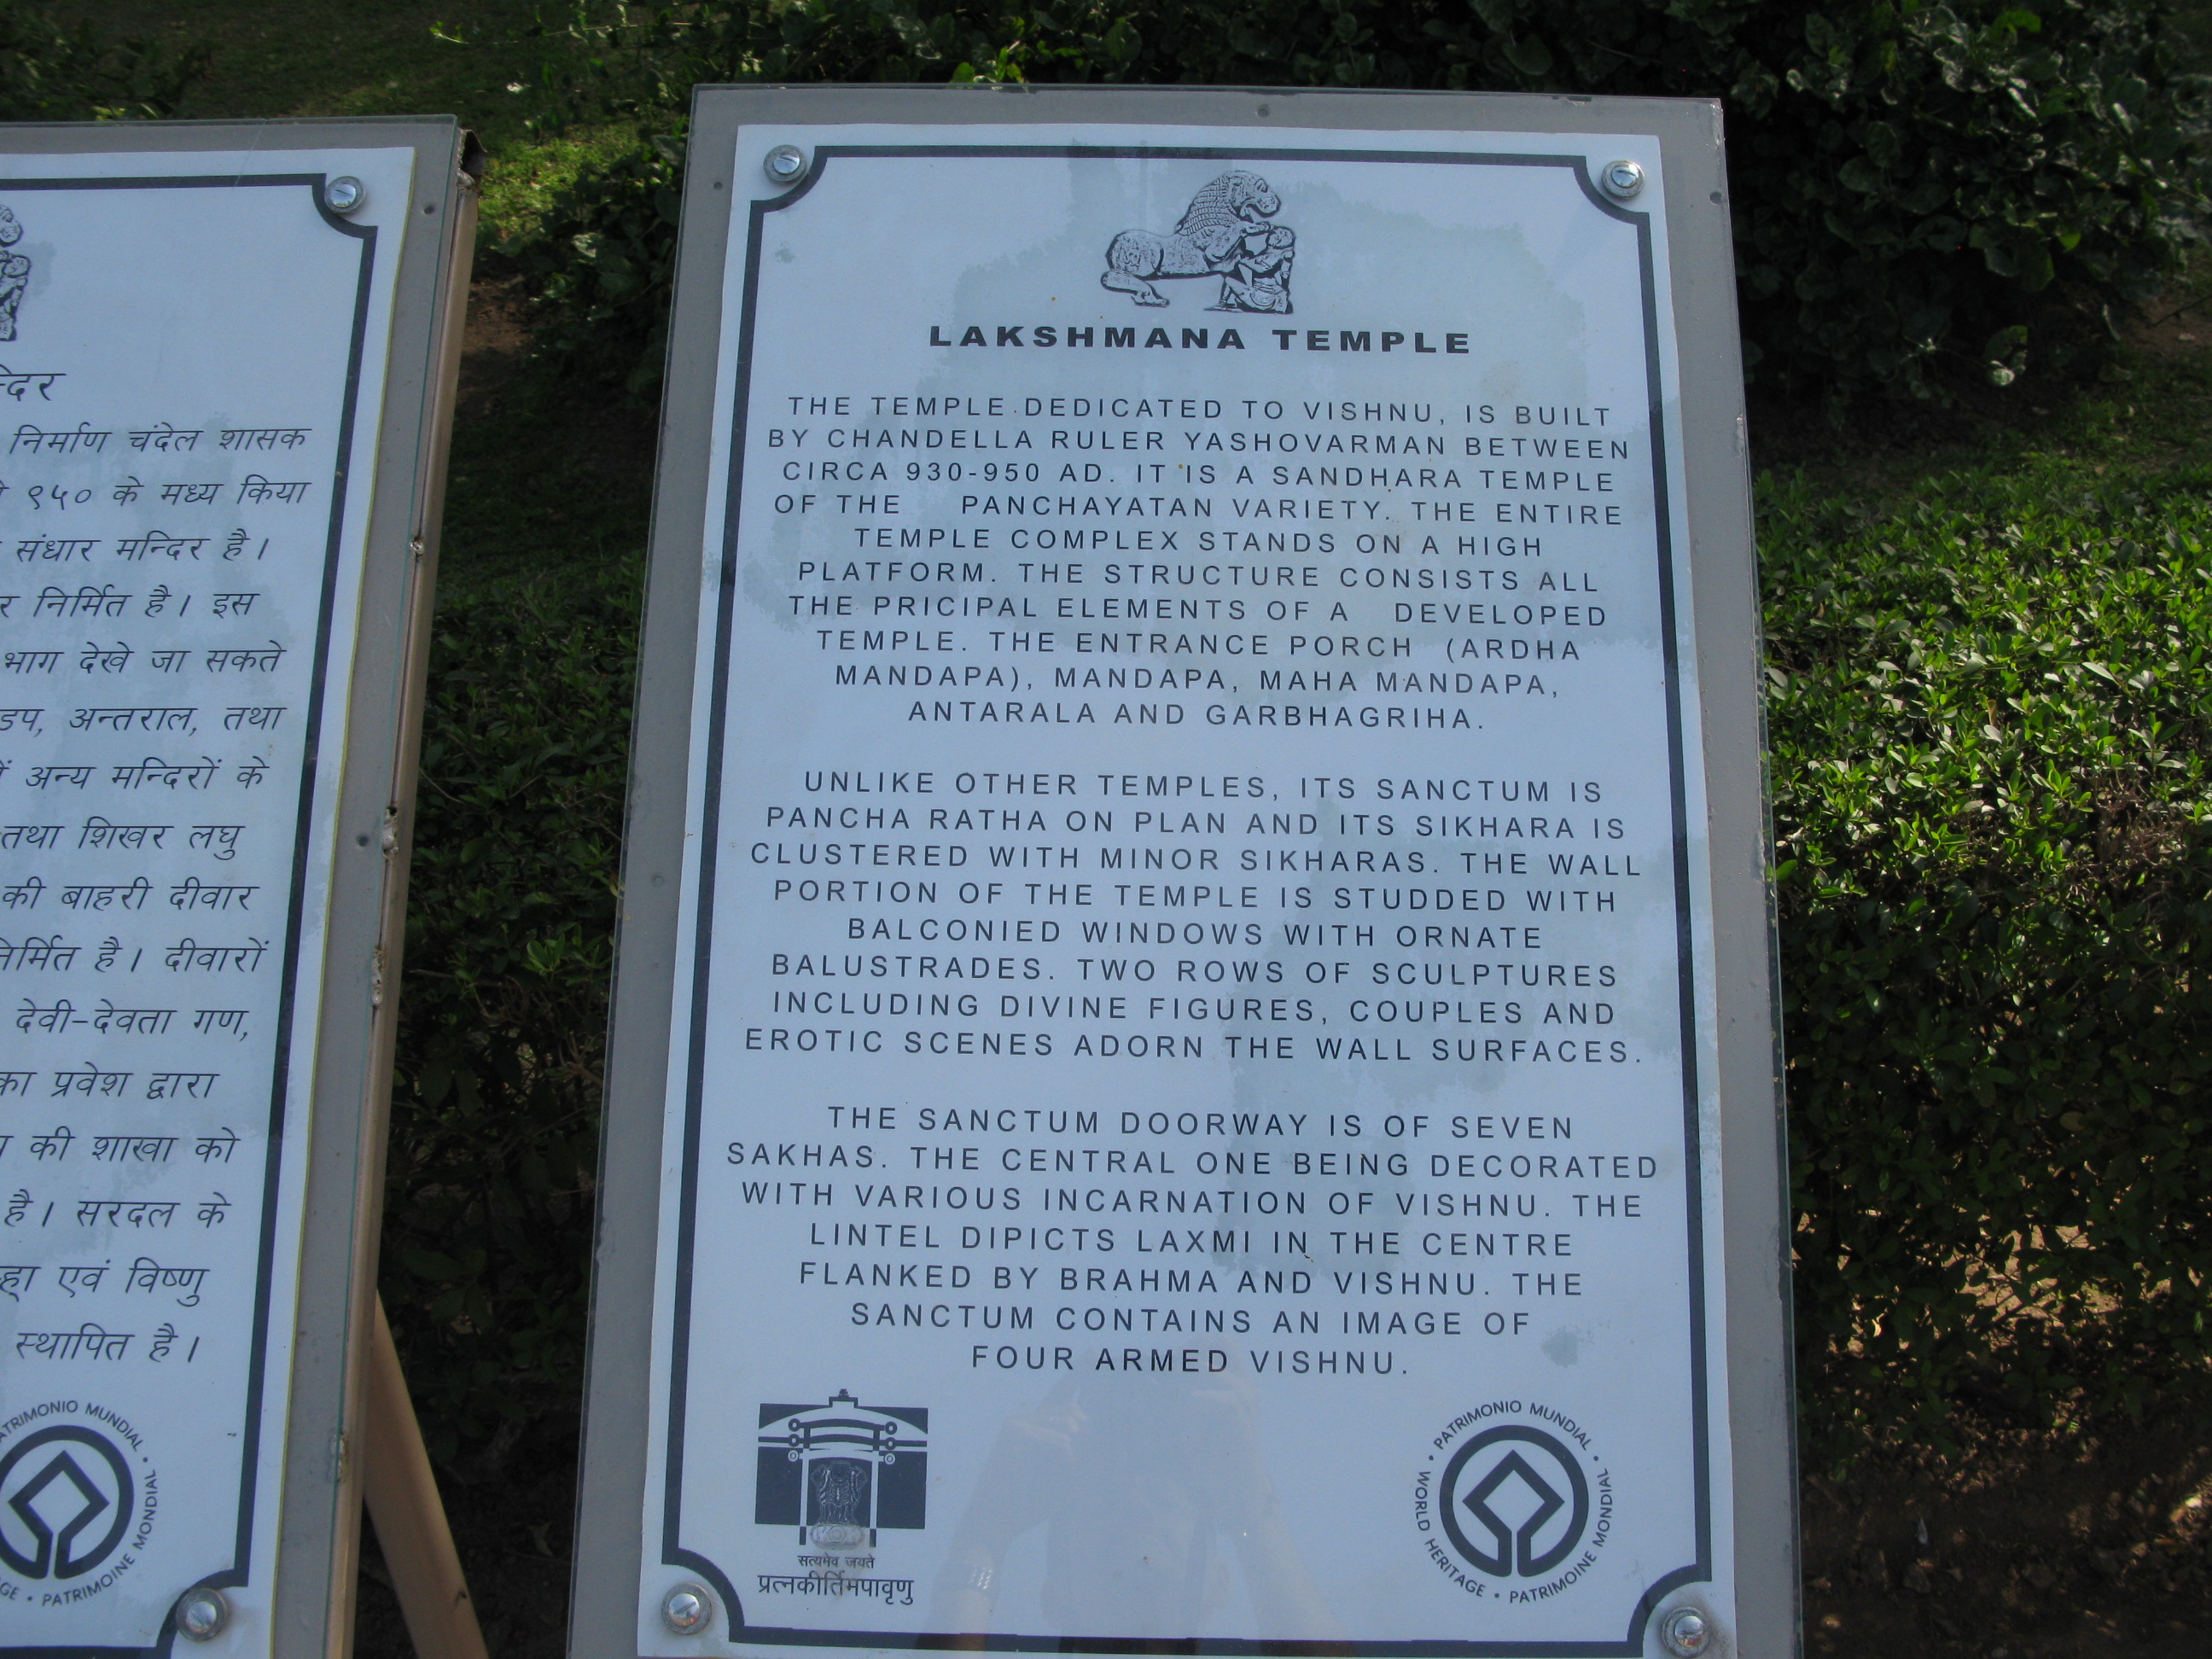 न्दिर
निर्माण चंदेल शासक
९५० के मध्य किया
संधार मन्दिर है।
निर्मित है। इस
भाग देखे जा सकते
अन्तराल, तथा
अन्य मन्दिरों के
तथा शिखर लघु
की बाहरी दीवार
निर्मित है। दीवारों
देवी-देवता गण,
का प्रवेश द्वारा
की शाखा को
है। सरदल के
एवं विष्णु
स्थापित है।
PATRIMONIO MUNDIAL • PATRIMOINE MONDIAL •
LAKSHMANA TEMPLE
THE TEMPLE DEDICATED TO VISHNU, IS BUILT
BY CHANDELLA RULER YASHOVARMAN BETWEEN
CIRCA 930-950 AD. IT IS A SANDHARA TEMPLE
OF THE PANCHAYATAN VARIETY. THE ENTIRE
TEMPLE COMPLEX STANDS ON A HIGH
PLATFORM. THE STRUCTURE CONSISTS ALL
THE PRICIPAL ELEMENTS OF A DEVELOPED
TEMPLE. THE ENTRANCE PORCH (ARDHA
MANDAPA), MANDAPA, MAHA MANDAPA,
ANTARALA AND GARBHAGRIHA.
UNLIKE OTHER TEMPLES, ITS SANCTUM IS
PANCHA RATHA ON PLAN AND ITS SIKHARA IS
CLUSTERED WITH MINOR SIKHARAS. THE WALL
PORTION OF THE TEMPLE IS STUDDED WITH
BALCONIED WINDOWS WITH ORNATE
BALUSTRADES. TWO ROWS OF SCULPTURES
INCLUDING DIVINE FIGURES, COUPLES AND
EROTIC SCENES ADORN THE WALL SURFACES.
THE SANCTUM DOORWAY IS OF SEVEN
SAKHAS. THE CENTRAL ONE BEING DECORATED
WITH VARIOUS INCARNATION OF VISHNU. THE
LINTEL DIPICTS LAXMI IN THE CENTRE
FLANKED BY BRAHMA AND VISHNU. THE
SANCTUM CONTAINS AN IMAGE OF
FOUR ARMED VISHNU.
सत्यमेव जयते
प्रत्नकीर्तिमपावृणु
• PATRIMONIO MUNDIAL • WORLD HERITAGE • PATRIMOINE MONDIAL